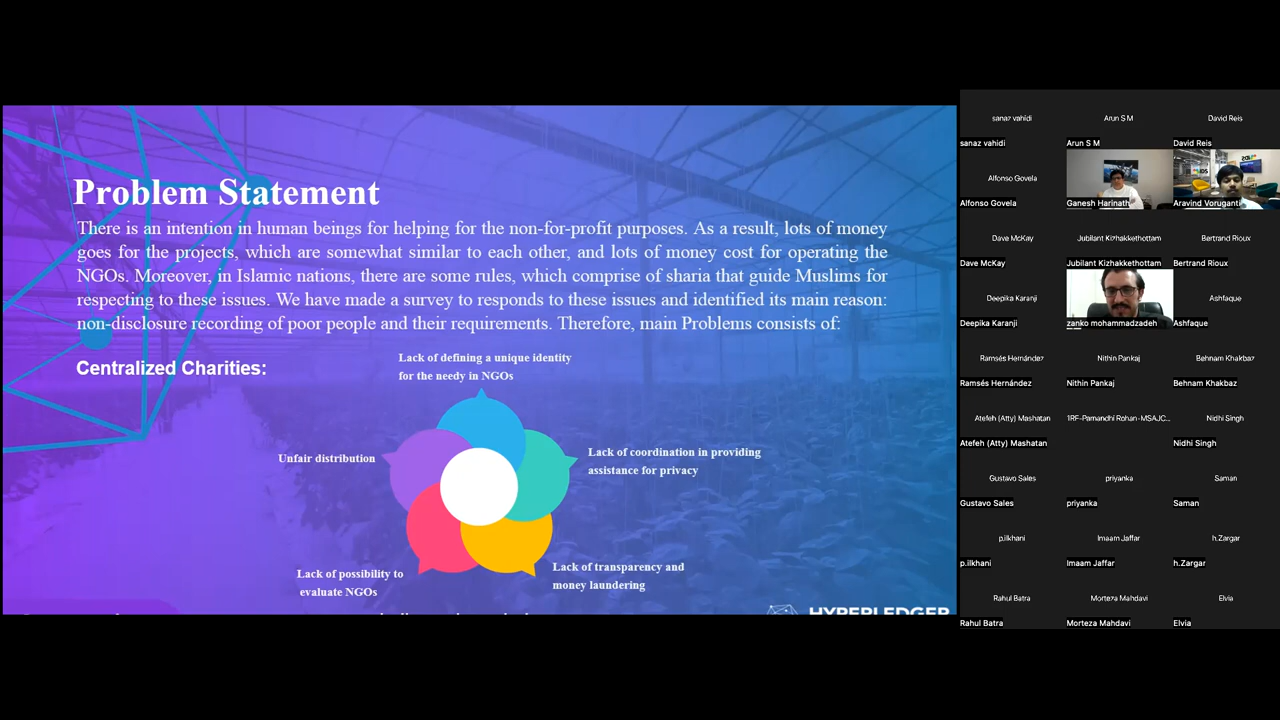 Problem Statement
There is an intention in human beings for helping for the non-for-profit purposes. As a result, lots of money
goes for the projects, which are somewhat similar to each other, and lots of money cost for operating the
NGOs. Moreover, in Islamic nations, there are some rules, which comprise of sharia that guide Muslims for
respecting to these issues. We have made a survey to responds to these issues and identified its main reason:
non-disclosure recording of poor people and their requirements. Therefore, main Problems consists of:
Centralized Charities:
Lack of defining a unique identity
for the needy in NGOs
Unfair distribution
Lack of coordination in providing
assistance for privacy
Lack of possibility to
evaluate NGOs
Lack of transparency and
money laundering
HYPERLEDGER
sanaz vahidi
Arun S M
David Reis
sanaz vahidi
Arun S M
David Reis
Alfonso Govela
Alfonso Govela
Ganesh Harinath
Aravind Voruganti
Dave McKay
Jubilant Kizhakkethottam
Bertrand Rioux
Dave McKay
Jubilant Kizhakkethottam
Bertrand Rioux
Deepika Karanji
Ashfaque
Deepika Karanji
zanko mohammadzadeh
Ashfaque
Ramsés Hernández
Nithin Pankaj
Behnam Khakbaz
Ramsés Hernández
Nithin Pankaj
Behnam Khakbaz
Atefeh (Atty) Mashatan
1RF-Pamandhi Rohan-MSAJC...
Nidhi Singh
Atefeh (Atty) Mashatan
Nidhi Singh
Gustavo Sales
priyanka
Saman
Gustavo Sales
priyanka
Saman
p.ilkhani
Imaam Jaffar
h.Zargar
p.ilkhani
Imaam Jaffar
h.Zargar
Rahul Batra
Morteza Mahdavi
Elvia
Rahul Batra
Morteza Mahdavi
Elvia